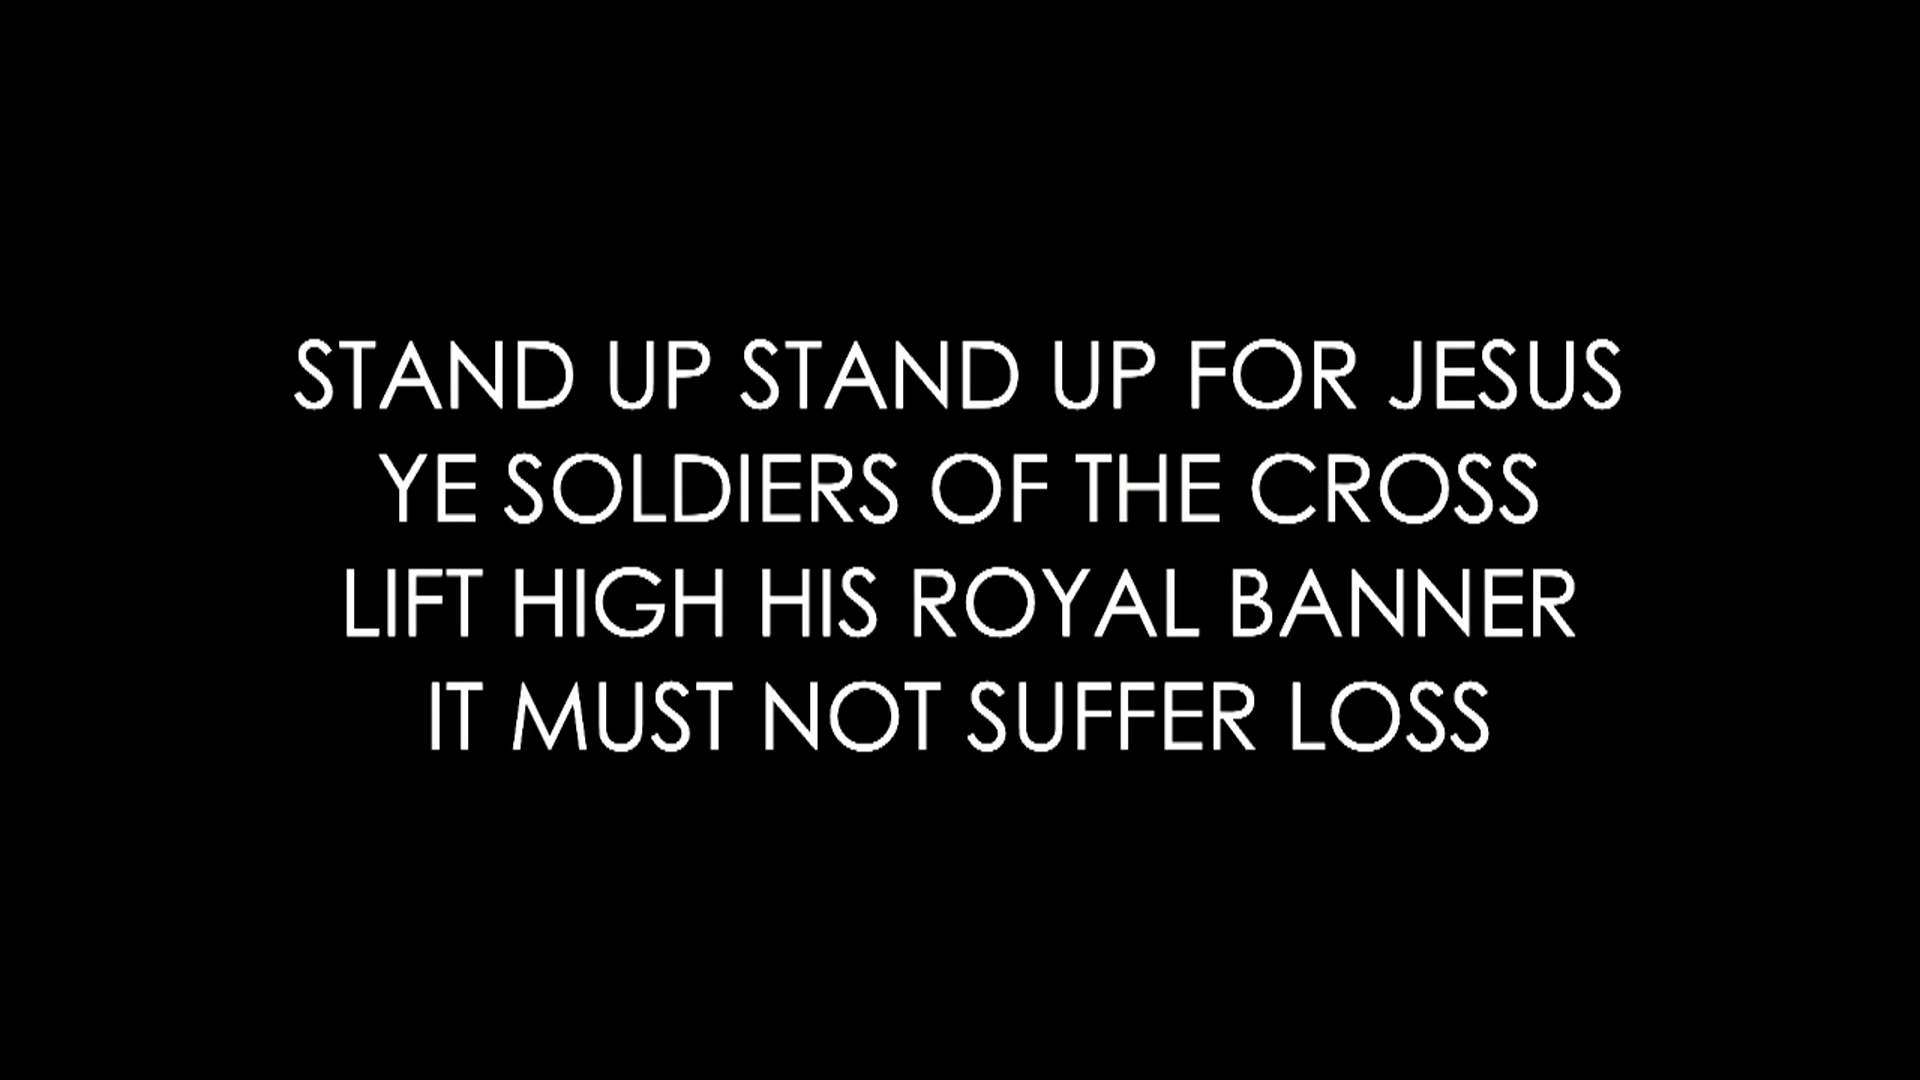 STAND UP STAND UP FOR JESUS
YE SOLDIERS OF THE CROSS
LIFT HIGH HIS ROYAL BANNER
IT MUST NOT SUFFER LOSS